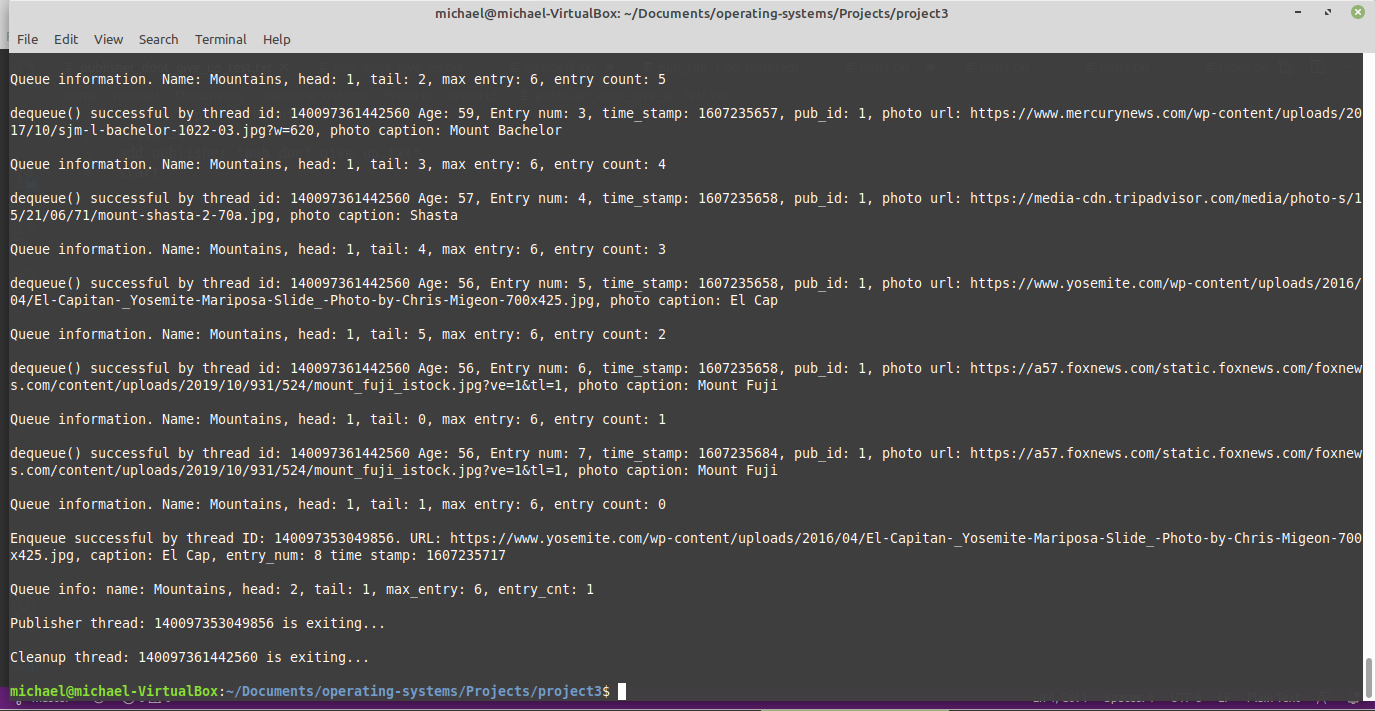 michael@michael-VirtualBox: ~/Documents/operating-systems/Projects/project3
File Edit View Search Terminal Help
Queue information. Name: Mountains, head: 1, tail: 2, max entry: 6, entry count: 5
dequeue() successful by thread id: 140097361442560 Age: 59, Entry num: 3, time_stamp: 1607235657, pub_id: 1, photo url: https://www.mercurynews.com/wp-content/uploads/20
17/10/sjm-l-bachelor-1022-03.jpg?w=620, photo caption: Mount Bachelor
Queue information. Name: Mountains, head: 1, tail: 3, max entry: 6, entry count: 4
dequeue() successful by thread id: 140097361442560 Age: 57, Entry num: 4, time_stamp: 1607235658, pub_id: 1, photo url: https://media-cdn.tripadvisor.com/media/photo-s/1
5/21/06/71/mount-shasta-2-70a.jpg, photo caption: Shasta
Queue information. Name: Mountains, head: 1, tail: 4, max entry: 6, entry count: 3
dequeue() successful by thread id: 140097361442560 Age: 56, Entry num: 5, time_stamp: 1607235658, pub_id: 1, photo url: https://www.yosemite.com/wp-content/uploads/2016/
04/El-Capitan-_Yosemite-Mariposa-Slide_-Photo-by-Chris-Migeon-700x425.jpg, photo caption: El Cap
Queue information. Name: Mountains, head: 1, tail: 5, max entry: 6, entry count: 2
dequeue() successful by thread id: 140097361442560 Age: 56, Entry num: 6, time_stamp: 1607235658, pub_id: 1, photo url: https://a57.foxnews.com/static.foxnews.com/foxnew
s.com/content/uploads/2019/10/931/524/mount_fuji_istock.jpg?ve=1&tl=1, photo caption: Mount Fuji
Queue information. Name: Mountains, head: 1, tail: 0, max entry: 6, entry count: 1
dequeue() successful by thread id: 140097361442560 Age: 56, Entry num: 7, time_stamp: 1607235684, pub_id: 1, photo url: https://a57.foxnews.com/static.foxnews.com/foxnew
s.com/content/uploads/2019/10/931/524/mount_fuji_istock.jpg?ve=1&tl=1, photo caption: Mount Fuji
Queue information. Name: Mountains, head: 1, tail: 1, max entry: 6, entry count: 0
Enqueue successful by thread ID: 140097353049856. URL: https://www.yosemite.com/wp-content/uploads/2016/04/El-Capitan-_Yosemite-Mariposa-Slide_-Photo-by-Chris-Migeon-700
x425.jpg, caption: El Cap, entry_num: 8 time stamp: 1607235717
Queue info: name: Mountains, head: 2, tail: 1, max_entry: 6, entry_cnt: 1
Publisher thread: 140097353049856 is exiting...
Cleanup thread: 140097361442560 is exiting...
michael@michael-VirtualBox:~/Documents/operating-systems/Projects/project3$